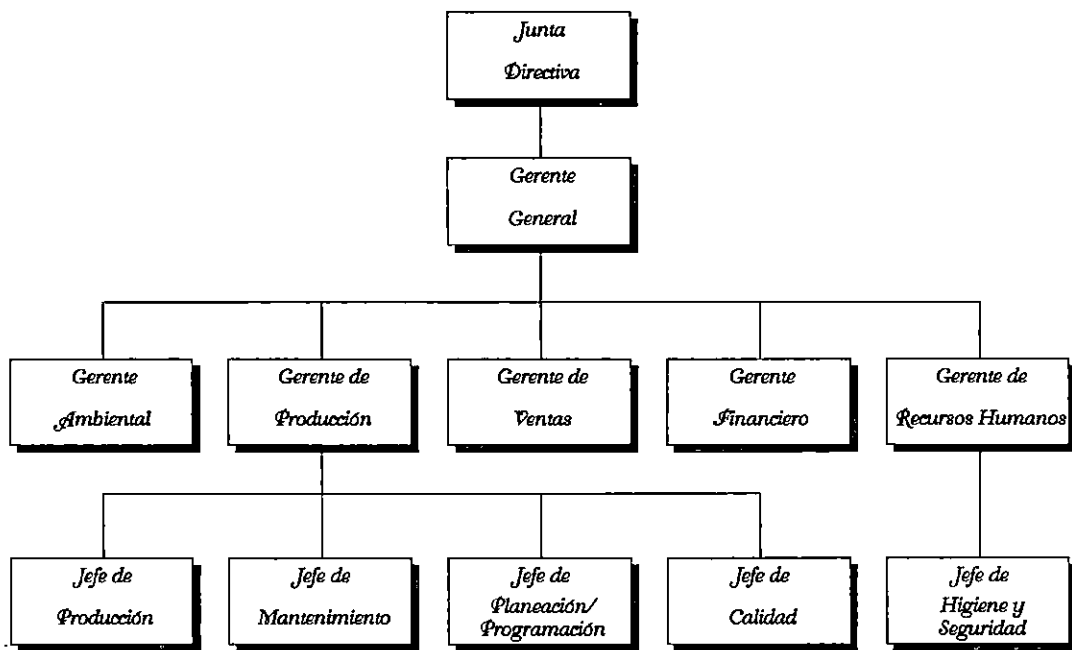 Junta
Directiva
Gerente
General
Gerente
Ambiental
Gerente de
Producción
Gerente de
Ventas
Gerente
Financiero
Gerente de
Recursos Humanos
Jefe de
Producción
Jefe de
Mantenimiento
Jefe de
Planeación/
Programación
Jefe de
Calidad
Jefe de
Higiene y
Seguridad